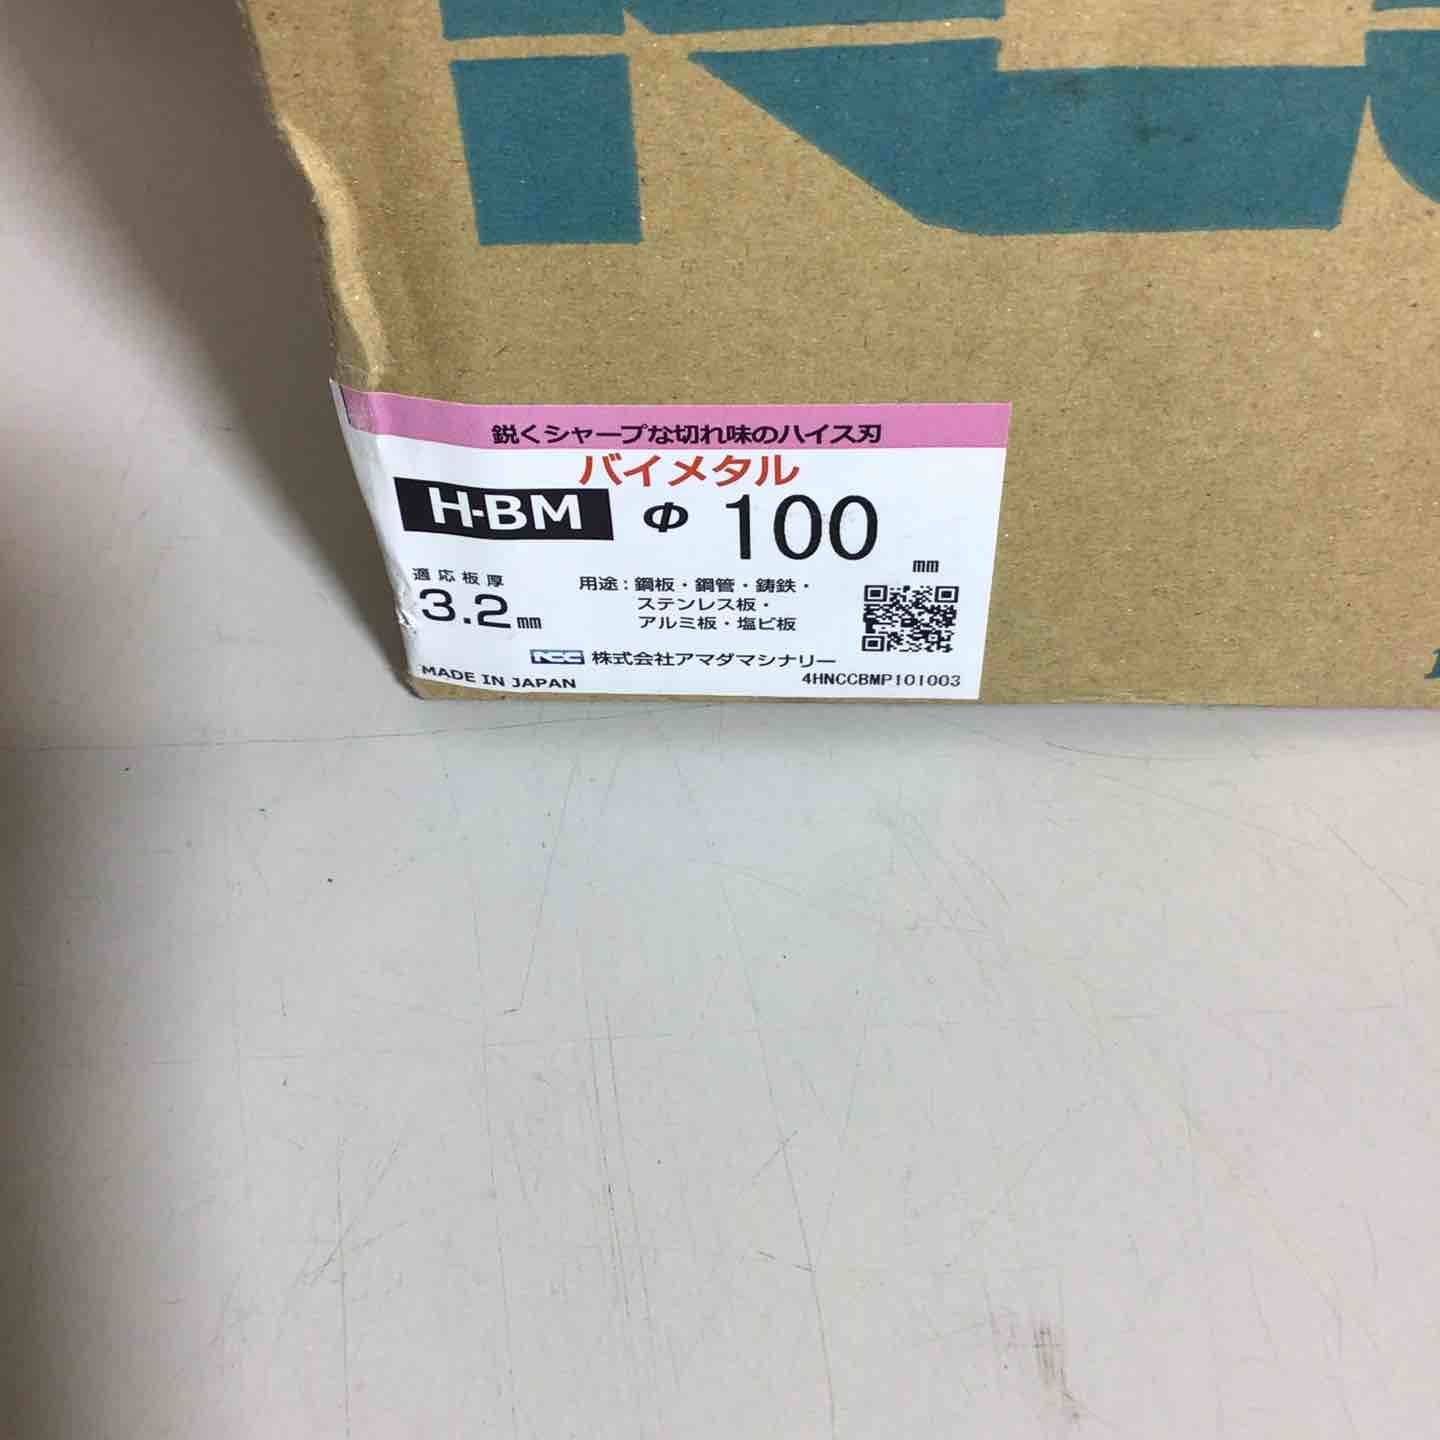 鋭くシャープな切れ味のハイス刃
バイメタル
H-BM Φ 100 mm
適応板厚
3.2mm
用途：鋼板・鋼管・鋳鉄・
ステンレス板・
アルミ板・塩ビ板
NCC 株式会社アマダマシナリー
MADE IN JAPAN 4HNCCBMP101003